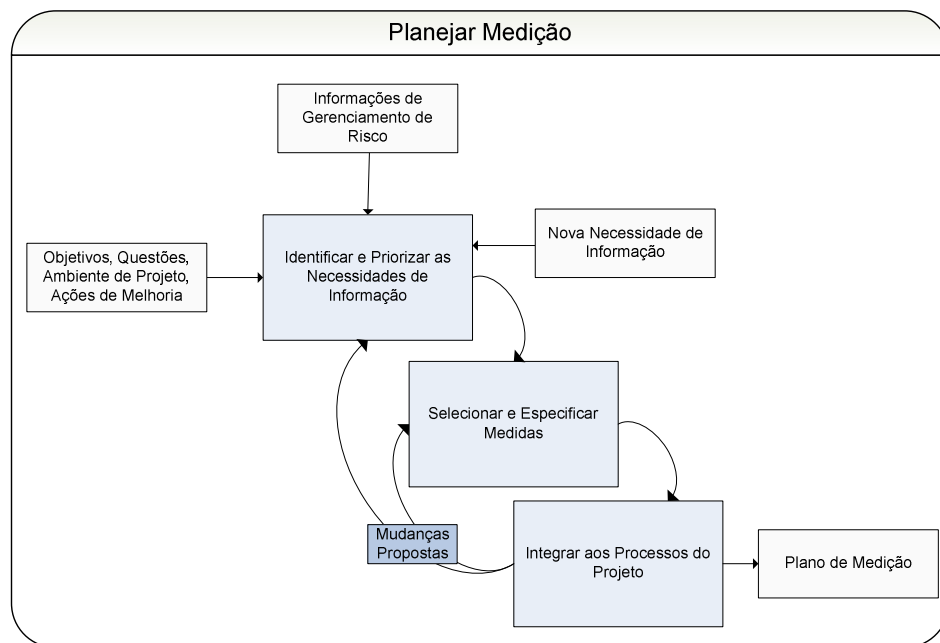 Planejar Medição
Informações de
Gerenciamento de
Risco
Nova Necessidade de
Informação
Identificar e Priorizar as
Necessidades de
Informação
Objetivos, Questões,
Ambiente de Projeto,
Ações de Melhoria
Selecionar e Especificar
Medidas
Mudanças
Propostas
Integrar aos Processos do
Projeto
Plano de Medição